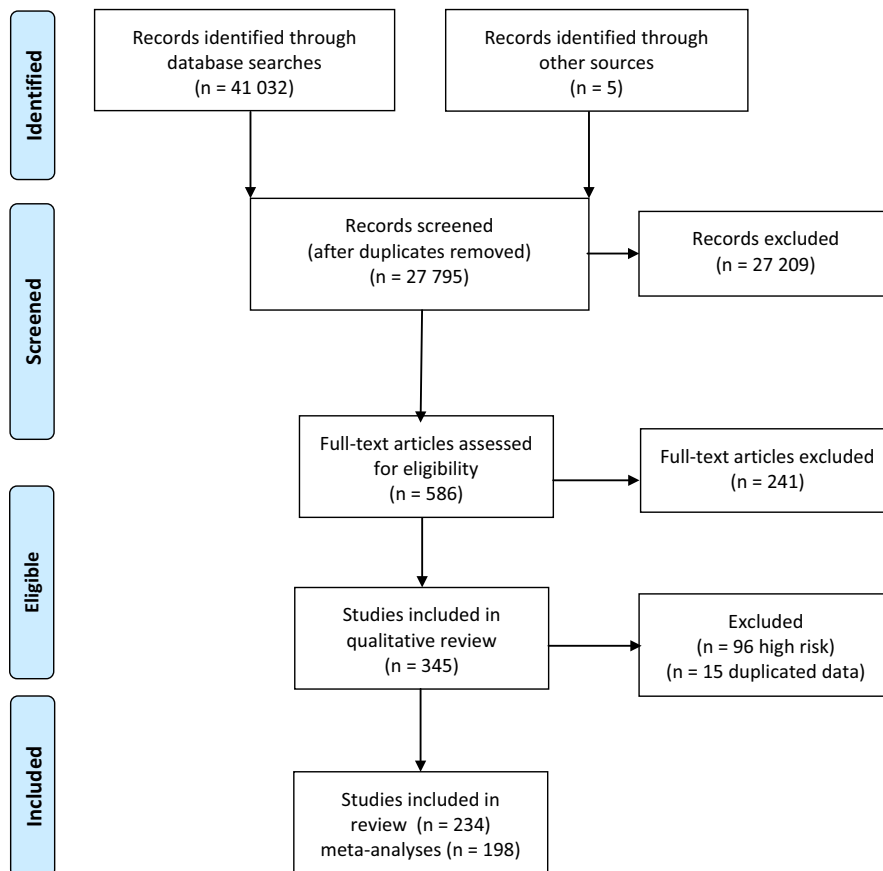 Identified
Records identified through
database searches
(n = 41 032)
Records identified through
other sources
(n = 5)
Screened
Records screened
(after duplicates removed)
(n = 27 795)
Records excluded
(n = 27 209)
Full-text articles assessed
for eligibility
(n = 586)
Full-text articles excluded
(n = 241)
Eligible
Studies included in
qualitative review
(n = 345)
Excluded
(n = 96 high risk)
(n = 15 duplicated data)
Included
Studies included in
review (n = 234)
meta-analyses (n = 198)